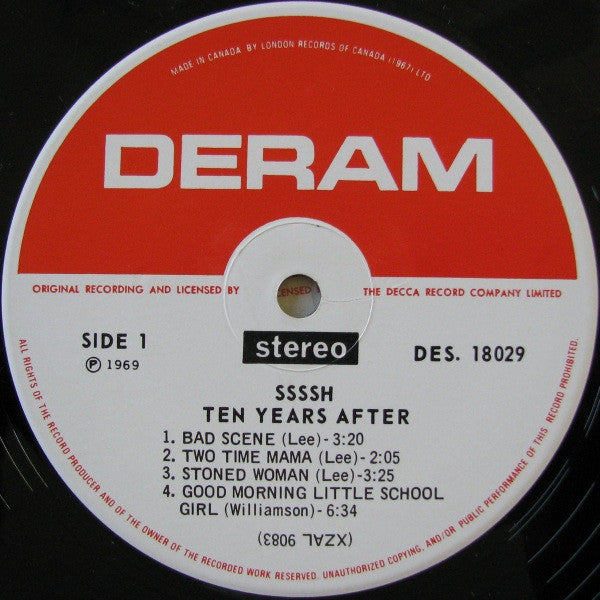 MADE IN CANADA BY LONDON RECORDS OF CANADA (1967) LTD
DERAM
ORIGINAL RECORDING AND LICENSED BY THE DECCA RECORD COMPANY LIMITED
SIDE 1
℗ 1969
stereo
DES. 18029
SSSSH
TEN YEARS AFTER
1. BAD SCENE (Lee) - 3:20
2. TWO TIME MAMA (Lee) - 2:05
3. STONED WOMAN (Lee) - 3:25
4. GOOD MORNING LITTLE SCHOOL
GIRL (Williamson) - 6:34
(XZAL 9083)
ALL RIGHTS OF THE RECORD PRODUCER AND OF THE OWNER OF THE RECORDED WORK RESERVED. UNAUTHORIZED COPYING, AND/OR PUBLIC PERFORMANCE OF THIS RECORD PROHIBITED.